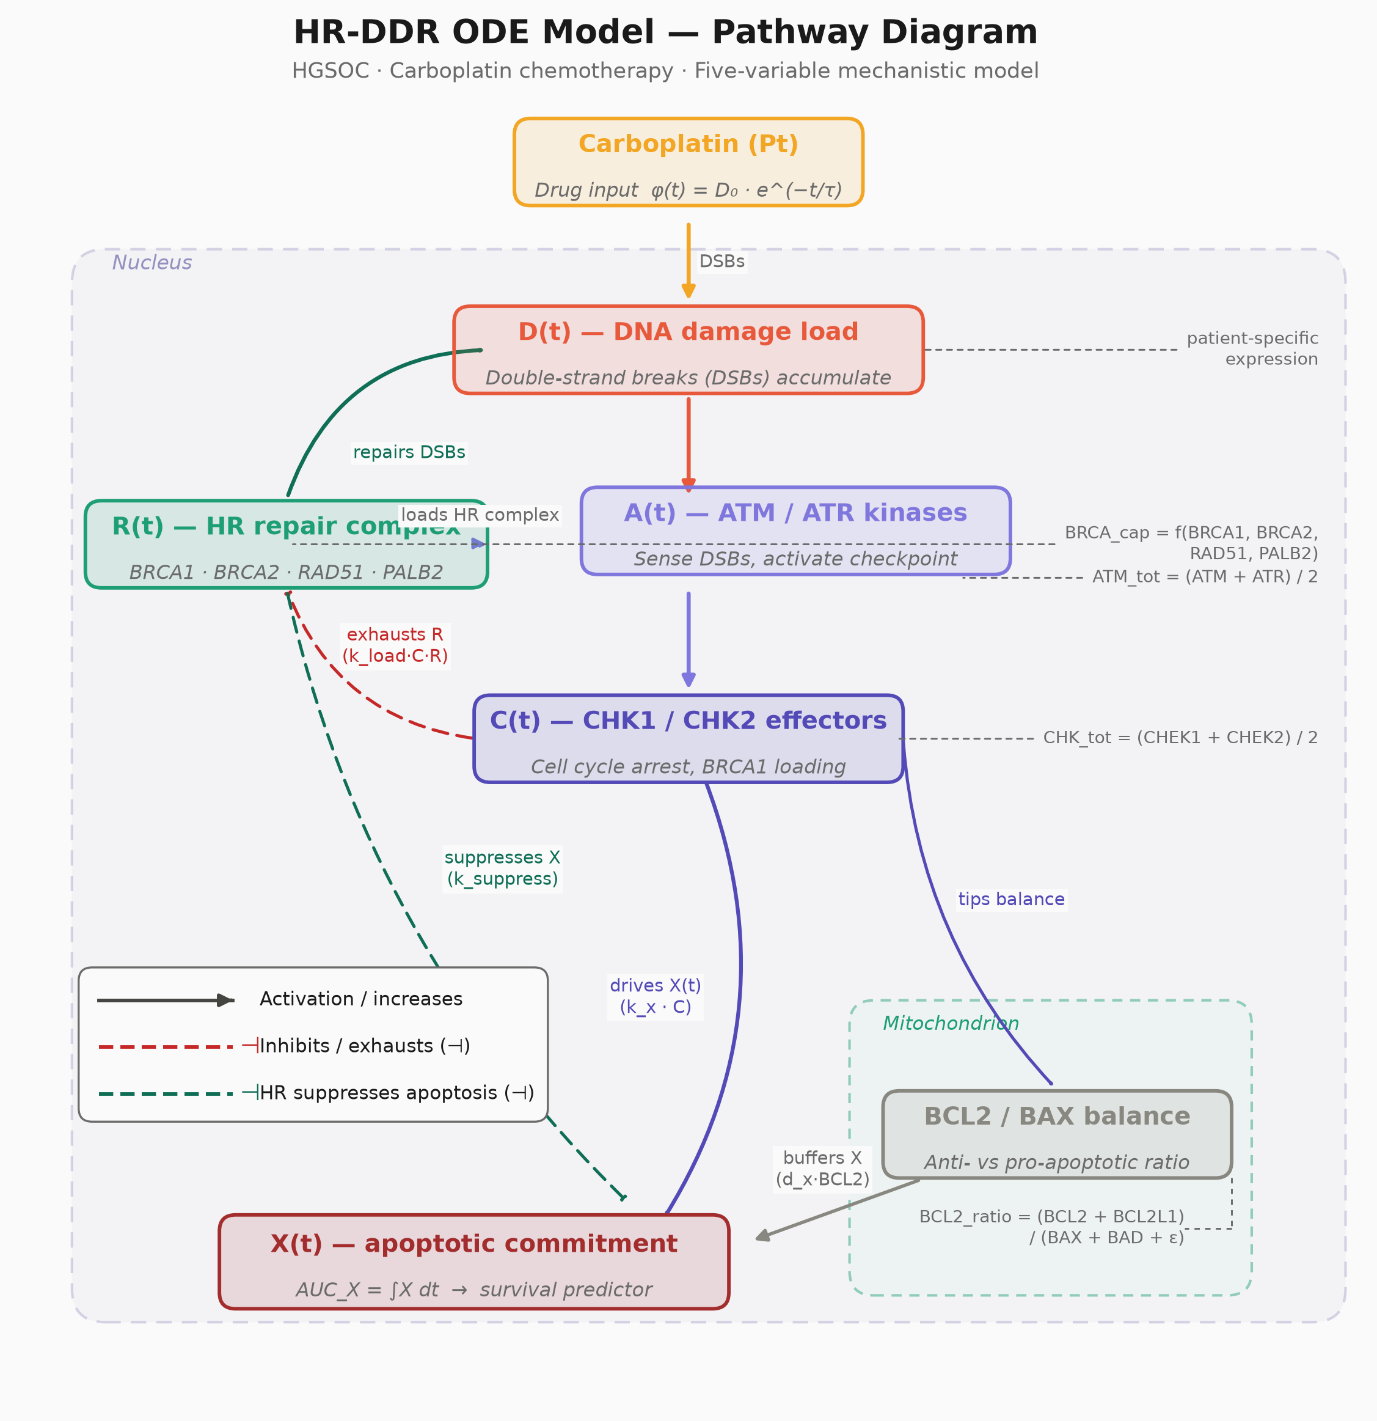 HR-DDR ODE Model — Pathway Diagram
HGSOC · Carboplatin chemotherapy · Five-variable mechanistic model
Carboplatin (Pt)
Drug input  φ(t) = D₀ · e^(−t/τ)
Nucleus
DSBs
D(t) — DNA damage load
Double-strand breaks (DSBs) accumulate
patient-specific
expression
repairs DSBs
R(t) — HR repair complex
BRCA1 · BRCA2 · RAD51 · PALB2
loads HR complex
A(t) — ATM / ATR kinases
Sense DSBs, activate checkpoint
BRCA_cap = f(BRCA1, BRCA2,
RAD51, PALB2)
ATM_tot = (ATM + ATR) / 2
exhausts R
(k_load·C·R)
C(t) — CHK1 / CHK2 effectors
Cell cycle arrest, BRCA1 loading
CHK_tot = (CHEK1 + CHEK2) / 2
suppresses X
(k_suppress)
tips balance
drives X(t)
(k_x · C)
Activation / increases
⊣Inhibits / exhausts (⊣)
⊣HR suppresses apoptosis (⊣)
Mitochondrion
BCL2 / BAX balance
Anti- vs pro-apoptotic ratio
buffers X
(d_x·BCL2)
BCL2_ratio = (BCL2 + BCL2L1)
/ (BAX + BAD + ε)
X(t) — apoptotic commitment
AUC_X = ∫X dt  →  survival predictor